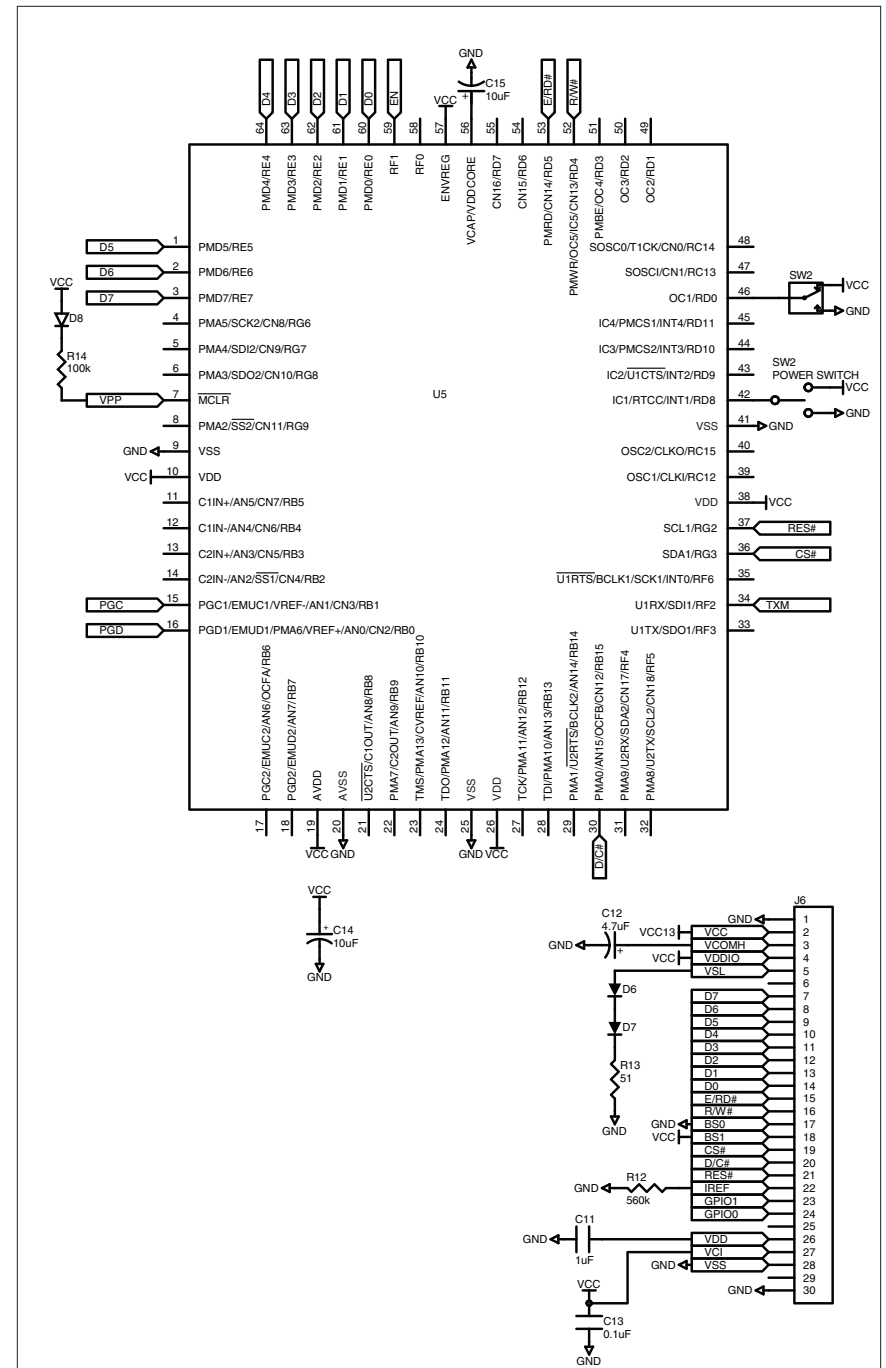 GND
C15
10uF
VCC
+
D4
D3
D2
D1
D0
EN
E/RD#
R/W#
64
63
62
61
60
59
58
57
56
55
54
53
52
51
50
49
PMD4/RE4
PMD3/RE3
PMD2/RE2
PMD1/RE1
PMD0/RE0
RF1
RF0
ENVREG
VCAP/VDDCORE
CN16/RD7
CN15/RD6
PMRD/CN14/RD5
PMWR/OC5/IC5/CN13/RD4
PMBE/OC4/RD3
OC3/RD2
OC2/RD1
D5 1 PMD5/RE5
D6 2 PMD6/RE6
D7 3 PMD7/RE7
4 PMA5/SCK2/CN8/RG6
5 PMA4/SDI2/CN9/RG7
6 PMA3/SDO2/CN10/RG8
VPP 7 MCLR
8 PMA2/SS2/CN11/RG9
GND 9 VSS
VCC 10 VDD
11 C1IN+/AN5/CN7/RB5
12 C1IN-/AN4/CN6/RB4
13 C2IN+/AN3/CN5/RB3
14 C2IN-/AN2/SS1/CN4/RB2
PGC 15 PGC1/EMUC1/VREF-/AN1/CN3/RB1
PGD 16 PGD1/EMUD1/PMA6/VREF+/AN0/CN2/RB0
VCC
D8
R14
100k
U5
SOSC0/T1CK/CN0/RC14 48
SOSCI/CN1/RC13 47
OC1/RD0 46
IC4/PMCS1/INT4/RD11 45
IC3/PMCS2/INT3/RD10 44
IC2/U1CTS/INT2/RD9 43
IC1/RTCC/INT1/RD8 42
VSS 41 GND
OSC2/CLKO/RC15 40
OSC1/CLKI/RC12 39
VDD 38 VCC
SCL1/RG2 37 RES#
SDA1/RG3 36 CS#
U1RTS/BCLK1/SCK1/INT0/RF6 35
U1RX/SDI1/RF2 34 TXM
U1TX/SDO1/RF3 33
SW2
VCC
GND
SW2
POWER SWITCH
VCC
GND
PGC2/EMUC2/AN6/OCFA/RB6
PGD2/EMUD2/AN7/RB7
AVDD
AVSS
U2CTS/C1OUT/AN8/RB8
PMA7/C2OUT/AN9/RB9
TMS/PMA13/CVREF/AN10/RB10
TDO/PMA12/AN11/RB11
VSS
VDD
TCK/PMA11/AN12/RB12
TDI/PMA10/AN13/RB13
PMA1/U2RTS/BCLK2/AN14/RB14
PMA0/AN15/OCFB/CN12/RB15
PMA9/U2RX/SDA2/CN17/RF4
PMA8/U2TX/SCL2/CN18/RF5
17
18
19
20
21
22
23
24
25
26
27
28
29
30
31
32
VCC GND
GND VCC
D/C#
VCC
+
C14
10uF
GND
J6
GND 1
VCC13 VCC 2
VCOMH 3
VCC VDDIO 4
VSL 5
6
D7 7
D6 8
D5 9
D4 10
D3 11
D2 12
D1 13
D0 14
E/RD# 15
R/W# 16
GND BS0 17
VCC BS1 18
CS# 19
D/C# 20
RES# 21
IREF 22
GPIO1 23
GPIO0 24
25
VDD 26
VCI 27
GND VSS 28
29
GND 30
C12
4.7uF
GND
+
D6
D7
R13
51
GND
GND
R12
560k
GND
C11
1uF
VCC
C13
0.1uF
GND